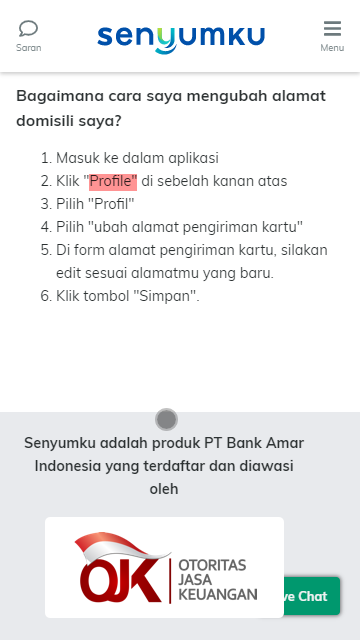 senyumku
Saran
Menu
Bagaimana cara saya mengubah alamat
domisili saya?
1. Masuk ke dalam aplikasi
2. Klik "Profile" di sebelah kanan atas
3. Pilih "Profil"
4. Pilih "ubah alamat pengiriman kartu"
5. Di form alamat pengiriman kartu, silakan
edit sesuai alamatmu yang baru.
6. Klik tombol "Simpan".
Senyumku adalah produk PT Bank Amar
Indonesia yang terdaftar dan diawasi
oleh
OJK
OTORITAS
JASA
KEUANGAN
Chat